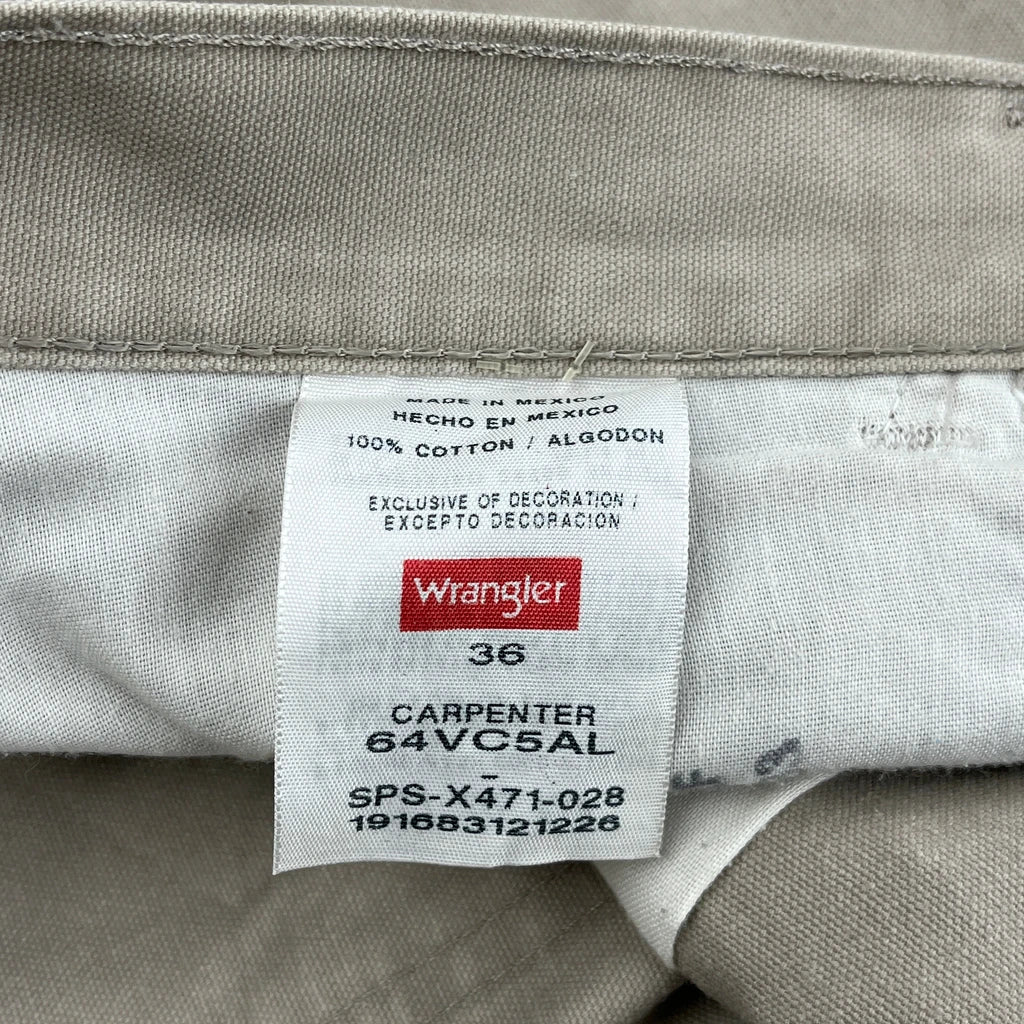 MADE IN MEXICO
HECHO EN MEXICO
100% COTTON / ALGODON
EXCLUSIVE OF DECORATION /
EXCEPTO DECORACION
Wrangler
36
CARPENTER
64VC5AL
-
SPS-X471-028
191683121226